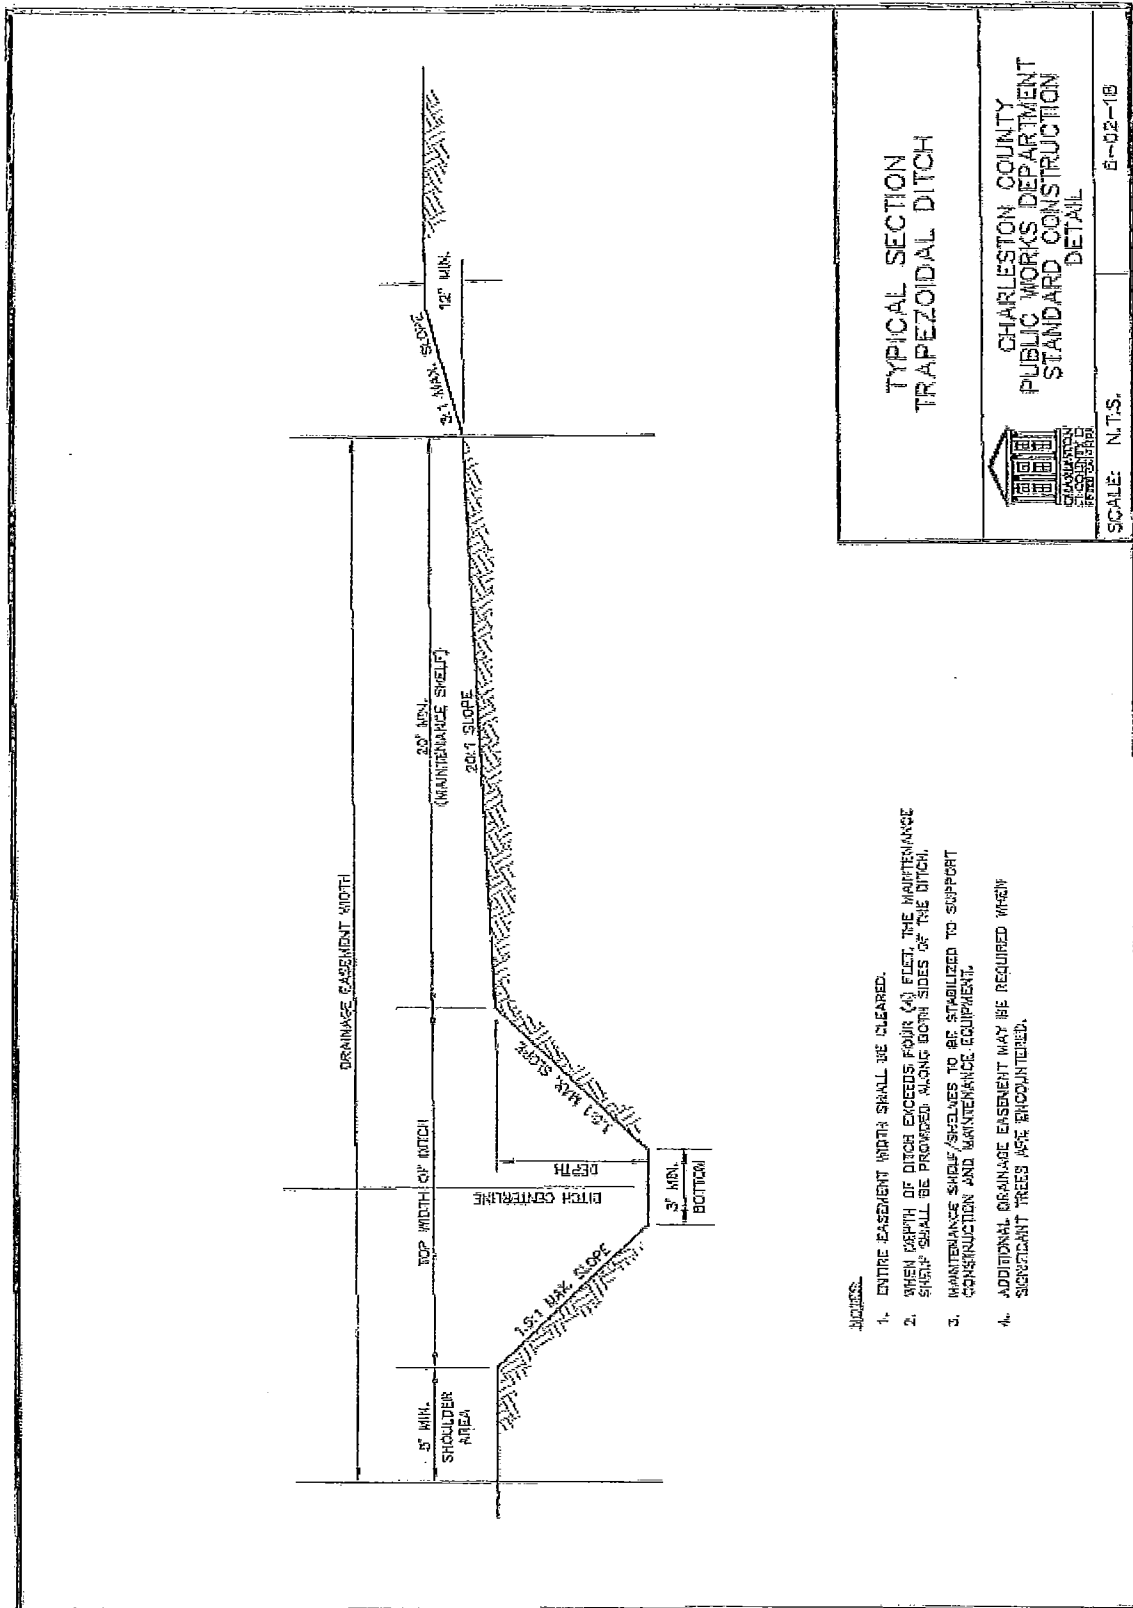 DRAINAGE EASEMENT WIDTH
20' MIN.
(MAINTENANCE SHELF)
TOP WIDTH OF DITCH
5' MIN.
SHOULDER
AREA
3:1 MAX. SLOPE
12" MIN.
20:1 SLOPE
1.5:1 MAX. SLOPE
1.5:1 MAX. SLOPE
DITCH CENTERLINE
DEPTH
3' MIN.
BOTTOM
NOTES:
1. ENTIRE EASEMENT WIDTH SHALL BE CLEARED.
2. WHEN DEPTH OF DITCH EXCEEDS FOUR (4) FEET, THE MAINTENANCE
SHELF SHALL BE PROVIDED ALONG BOTH SIDES OF THE DITCH.
3. MAINTENANCE SHELF/SHELVES TO BE STABILIZED TO SUPPORT
CONSTRUCTION AND MAINTENANCE EQUIPMENT.
4. ADDITIONAL DRAINAGE EASEMENT MAY BE REQUIRED WHEN
SIGNIFICANT TREES ARE ENCOUNTERED.
TYPICAL SECTION
TRAPEZOIDAL DITCH
CHARLESTON COUNTY
PUBLIC WORKS DEPARTMENT
STANDARD CONSTRUCTION
DETAIL
CHARLESTON
COUNTY
SCALE: N.T.S.
6-02-18